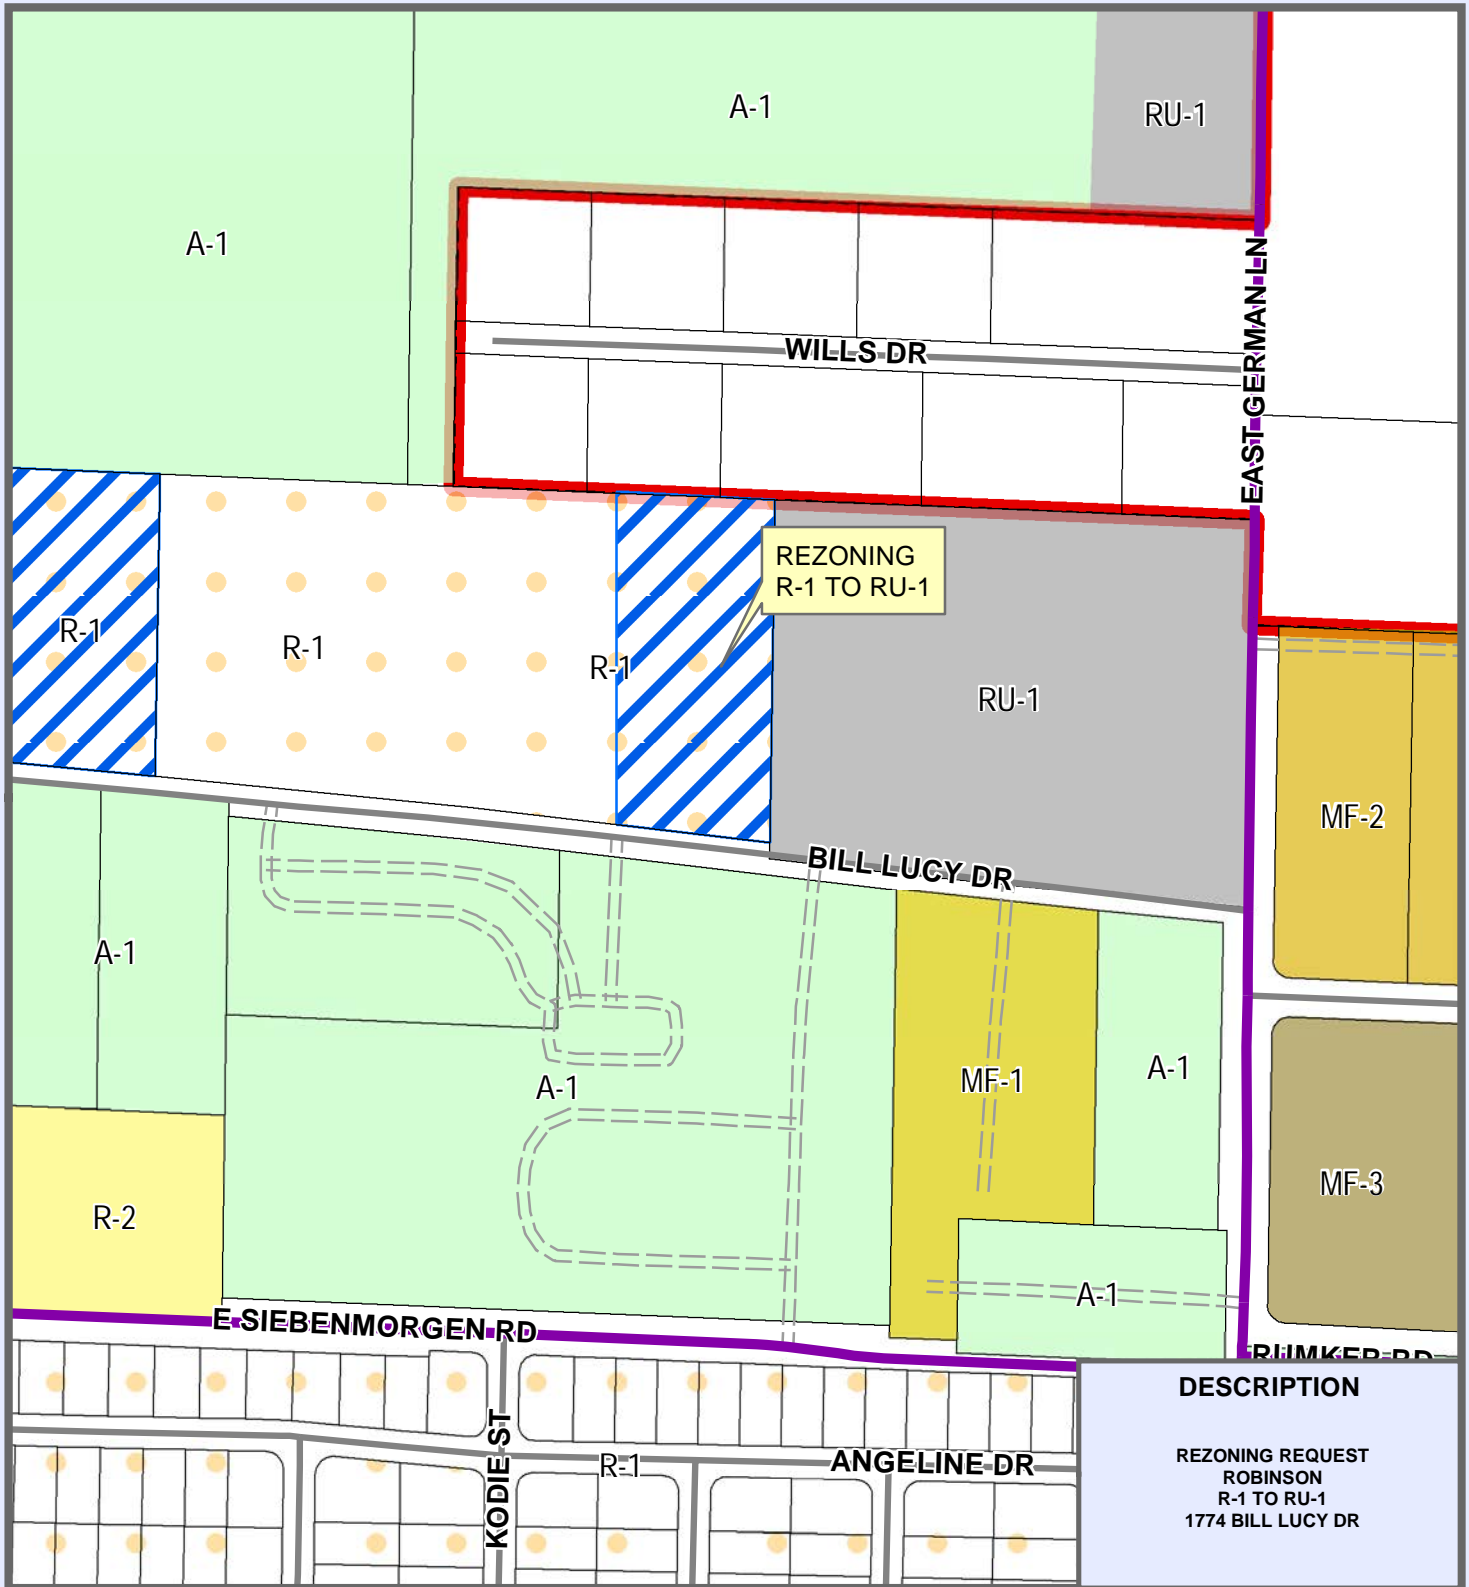 A-1
RU-1
A-1
EAST GERMAN LN
WILLS DR
REZONING
R-1 TO RU-1
R-1
R-1
R-1
RU-1
MF-2
BILL LUCY DR
A-1
A-1
MF-1
A-1
MF-3
R-2
A-1
E SIEBENMORGEN RD
RUMKER RD
KODIE ST
R-1
ANGELINE DR
DESCRIPTION
REZONING REQUEST
ROBINSON
R-1 TO RU-1
1774 BILL LUCY DR